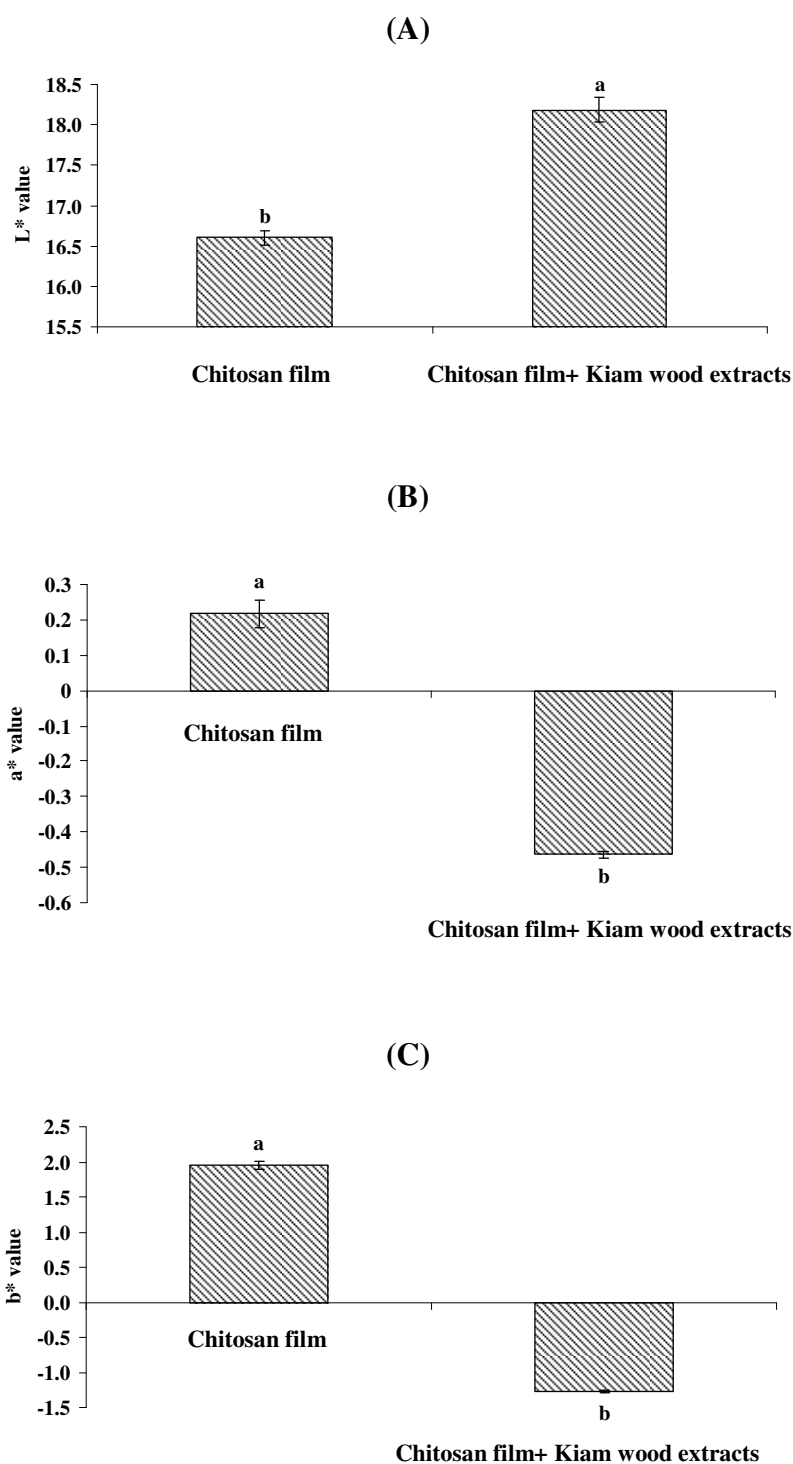 (A)
18.5
18.0
17.5
17.0
16.5
16.0
15.5
L* value
b
a
Chitosan film
Chitosan film+ Kiam wood extracts
(B)
0.3
0.2
0.1
0
-0.1
-0.2
-0.3
-0.4
-0.5
-0.6
a* value
a
b
Chitosan film
Chitosan film+ Kiam wood extracts
(C)
2.5
2.0
1.5
1.0
0.5
0.0
-0.5
-1.0
-1.5
b* value
a
b
Chitosan film
Chitosan film+ Kiam wood extracts